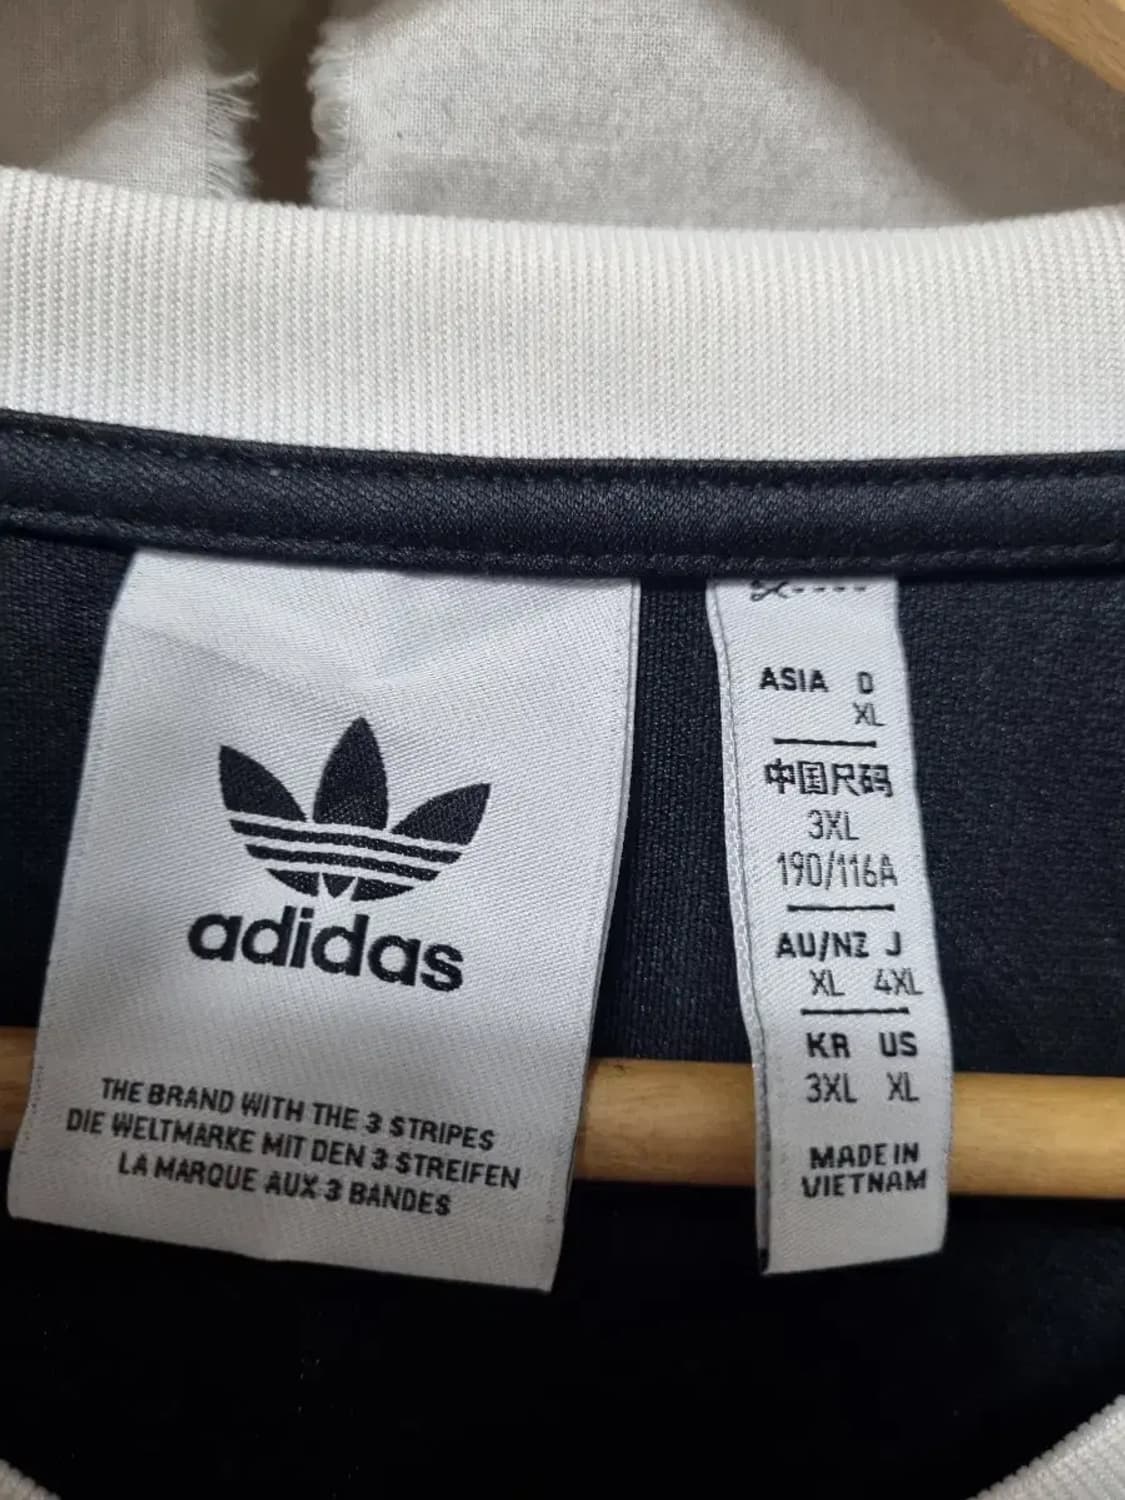 adidas
THE BRAND WITH THE 3 STRIPES
DIE WELTMARKE MIT DEN 3 STREIFEN
LA MARQUE AUX 3 BANDES
ASIA D
XL
中国尺码
3XL
190/116A
AU/NZ J
XL 4XL
KR US
3XL XL
MADE IN
VIETNAM